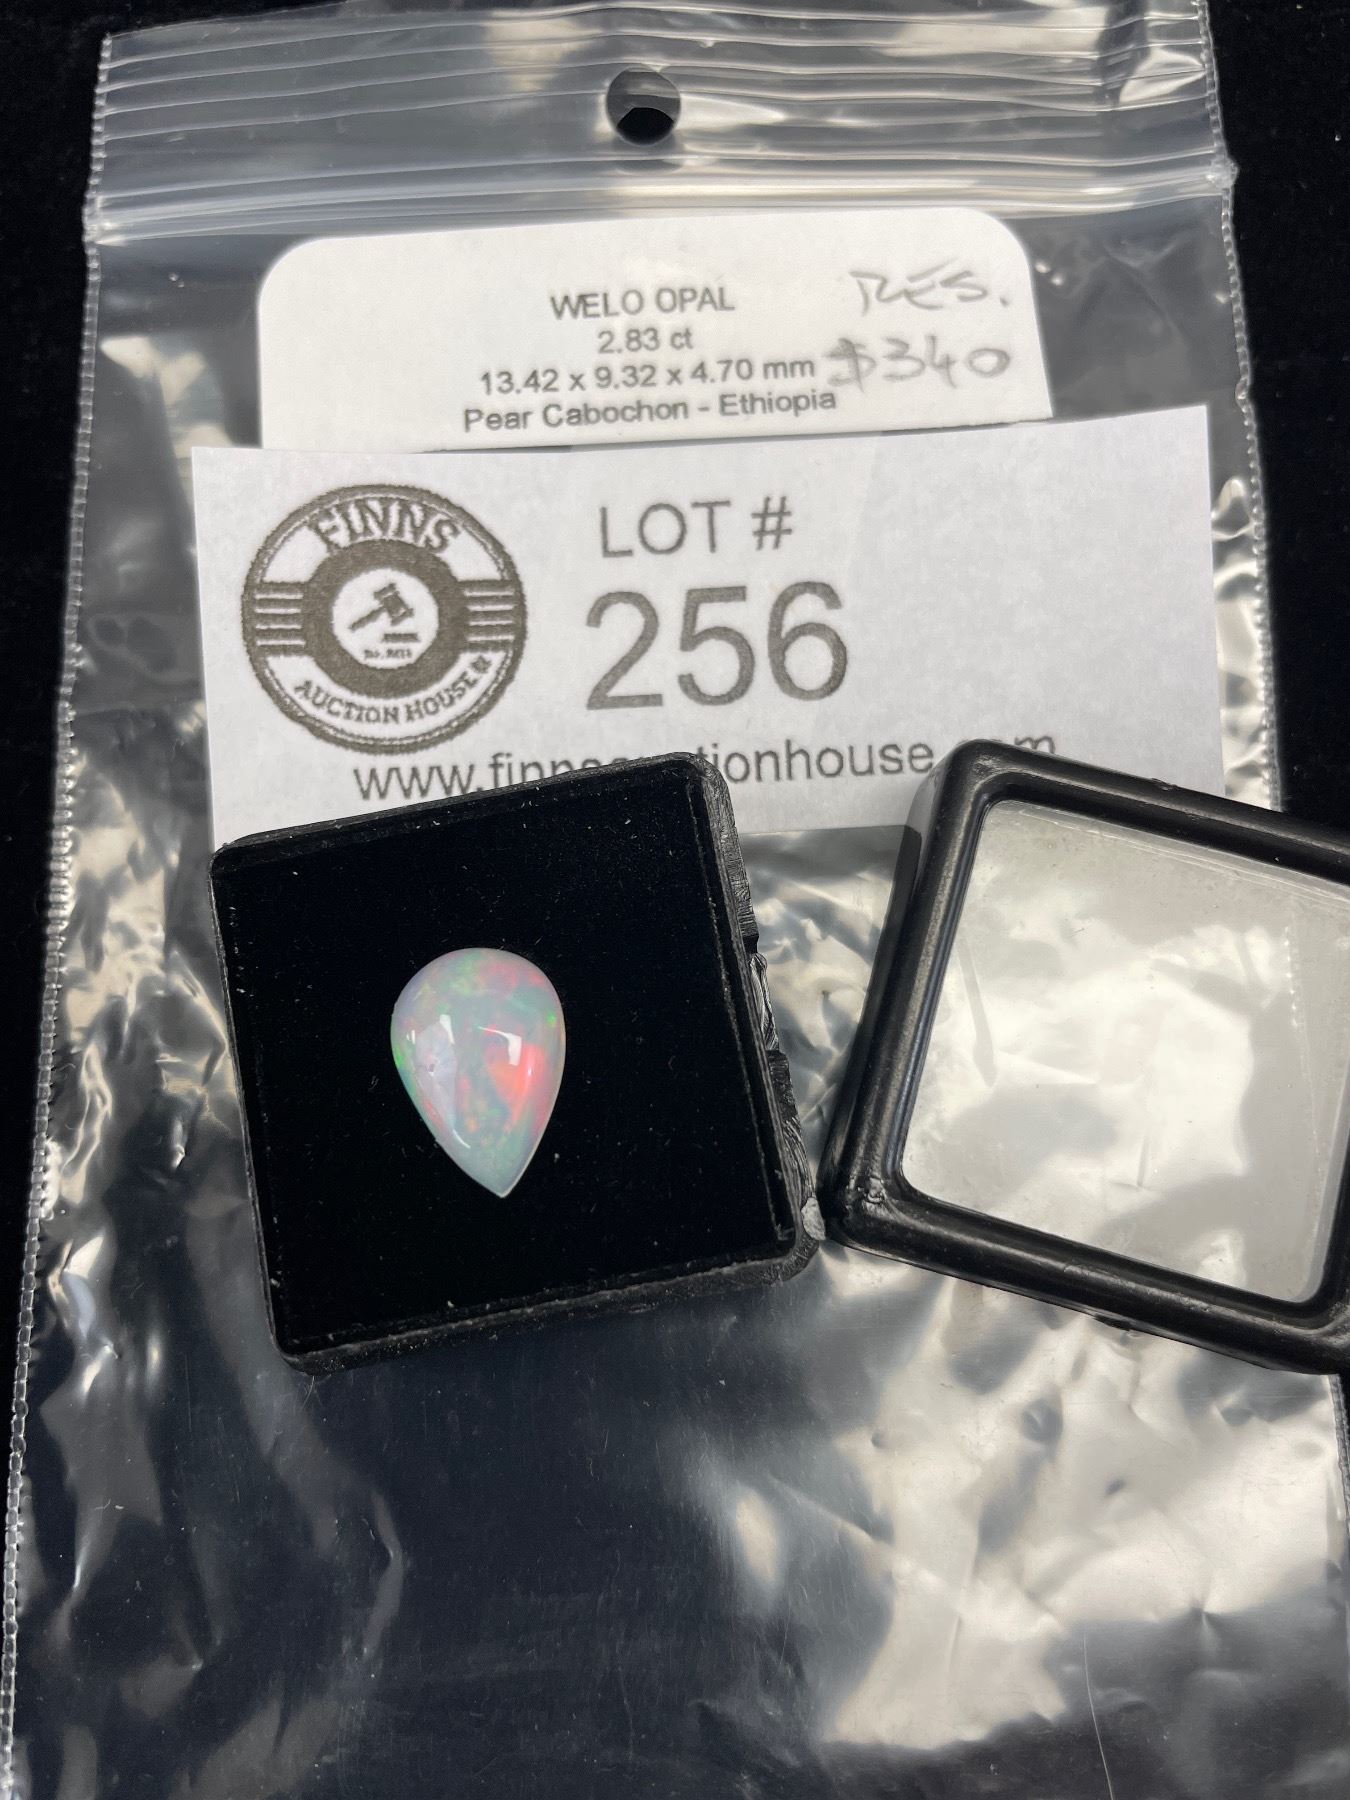 WELO OPAL
2.83 ct
13.42 x 9.32 x 4.70 mm
Pear Cabochon - Ethiopia
RES.
$340
FINNS
AUCTION HOUSE
LOT #
256